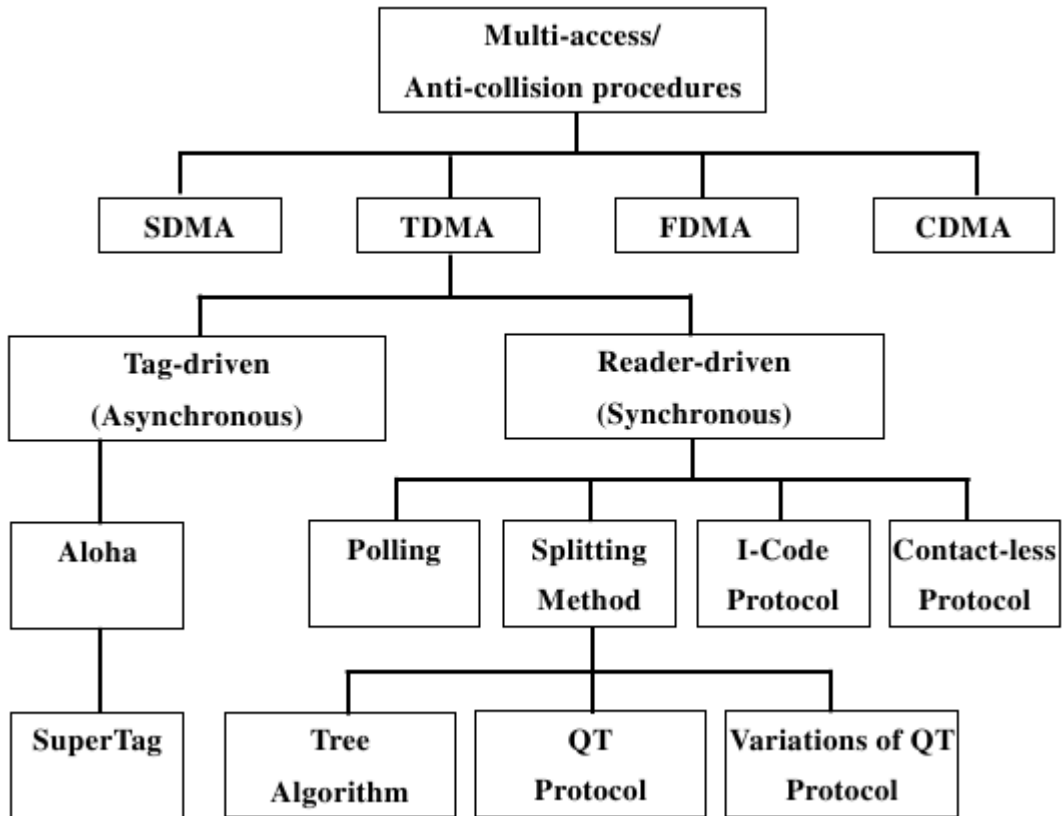 Multi-access/
Anti-collision procedures
SDMA
TDMA
FDMA
CDMA
Tag-driven
(Asynchronous)
Reader-driven
(Synchronous)
Aloha
Polling
Splitting
Method
I-Code
Protocol
Contact-less
Protocol
SuperTag
Tree
Algorithm
QT
Protocol
Variations of QT
Protocol